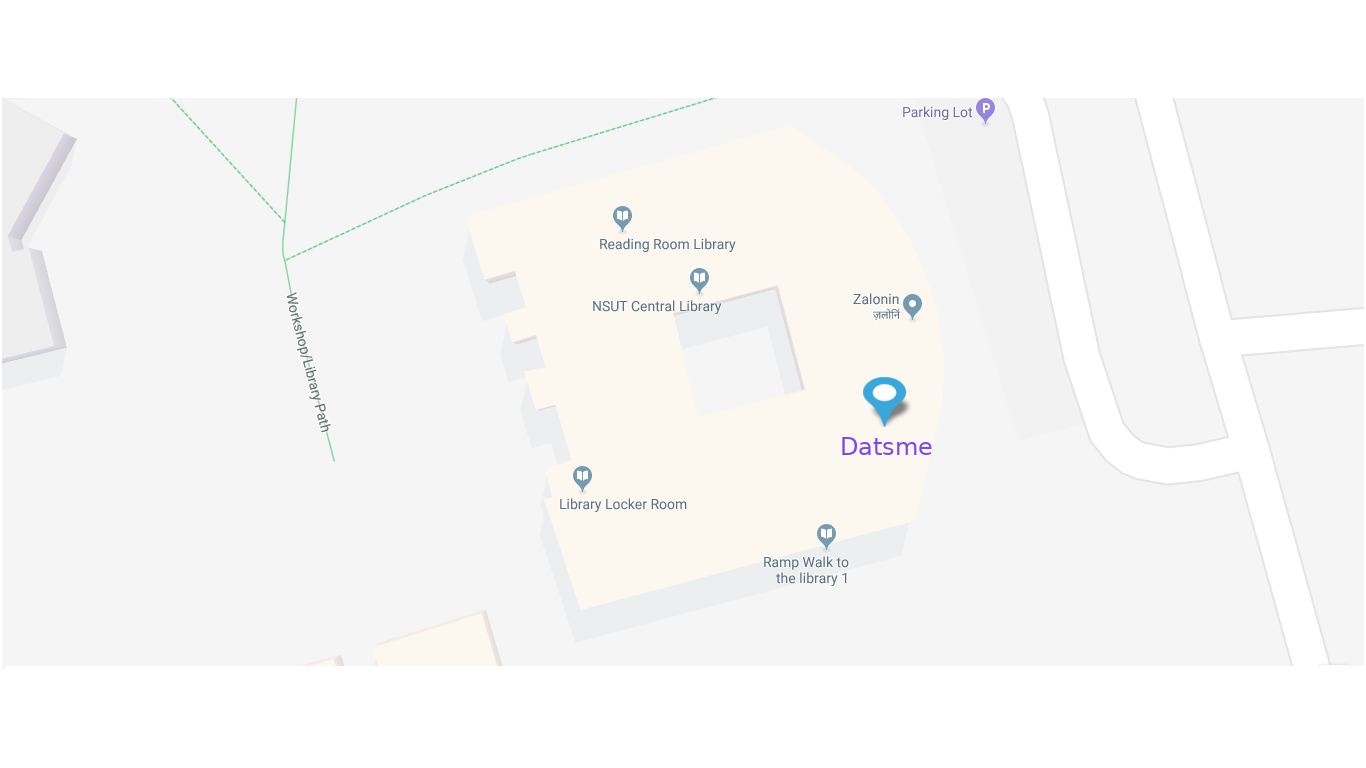 Parking Lot
P
Reading Room Library
NSUT Central Library
Zalonin
ज़लोनिं
Workshop/Library Path
Datsme
Library Locker Room
Ramp Walk to
the library 1